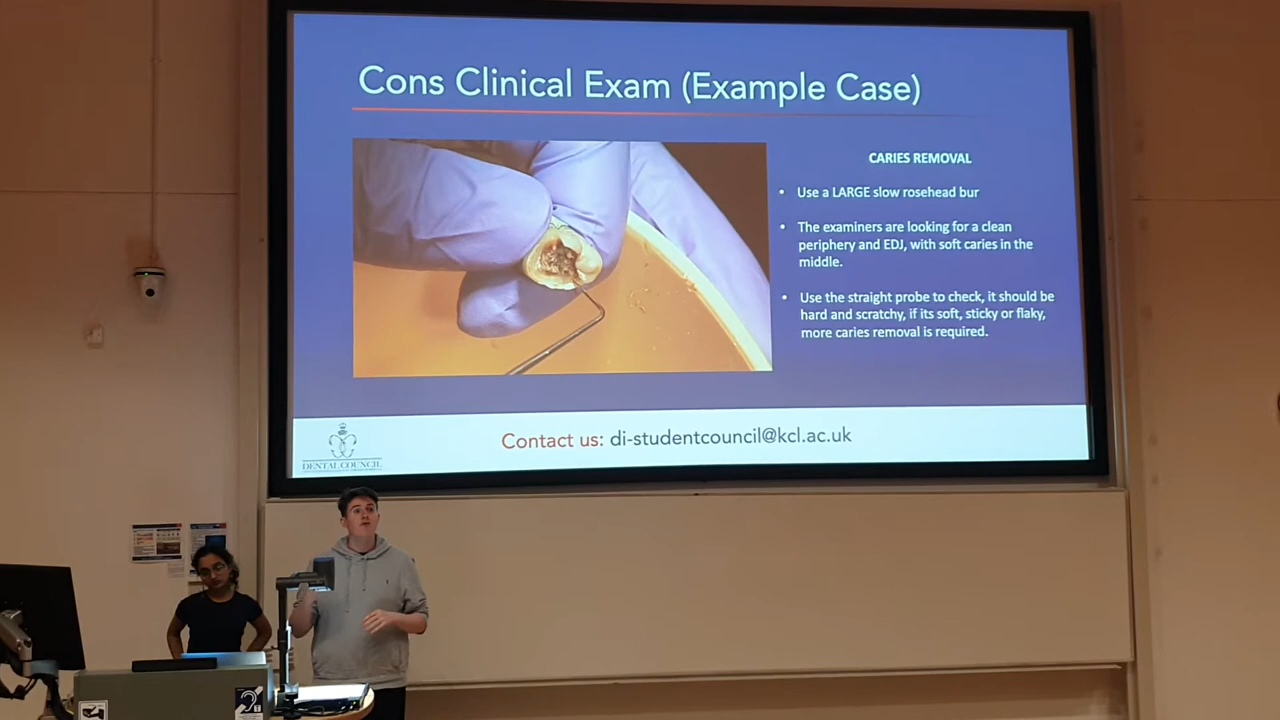 Cons Clinical Exam (Example Case)
CARIES REMOVAL
• Use a LARGE slow rosehead bur
• The examiners are looking for a clean
periphery and EDJ, with soft caries in the
middle.
• Use the straight probe to check, it should be
hard and scratchy, if its soft, sticky or flaky,
more caries removal is required.
Contact us: di-studentcouncil@kcl.ac.uk
DENTAL COUNCIL